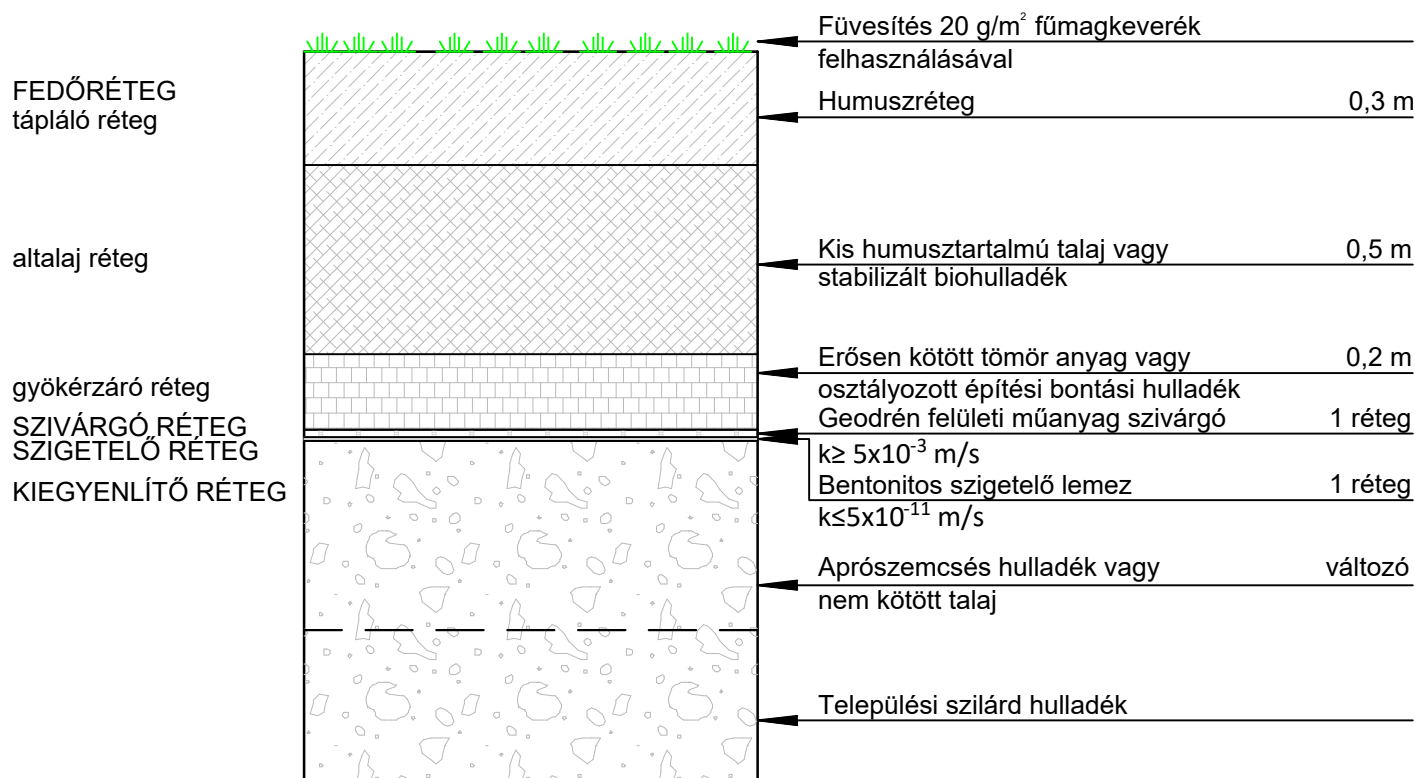 Füvesítés 20 g/m² fűmagkeverék
felhasználásával
FEDŐRÉTEG
tápláló réteg
Humuszréteg 0,3 m
altalaj réteg
Kis humusztartalmú talaj vagy 0,5 m
stabilizált biohulladék
gyökérzáró réteg
Erősen kötött tömör anyag vagy 0,2 m
osztályozott építési bontási hulladék
SZIVÁRGÓ RÉTEG
Geodrén felületi műanyag szivárgó 1 réteg
k≥ 5x10⁻³ m/s
SZIGETELŐ RÉTEG
Bentonitos szigetelő lemez 1 réteg
k≤5x10⁻¹¹ m/s
KIEGYENLÍTŐ RÉTEG
Aprószemcsés hulladék vagy változó
nem kötött talaj
Települési szilárd hulladék